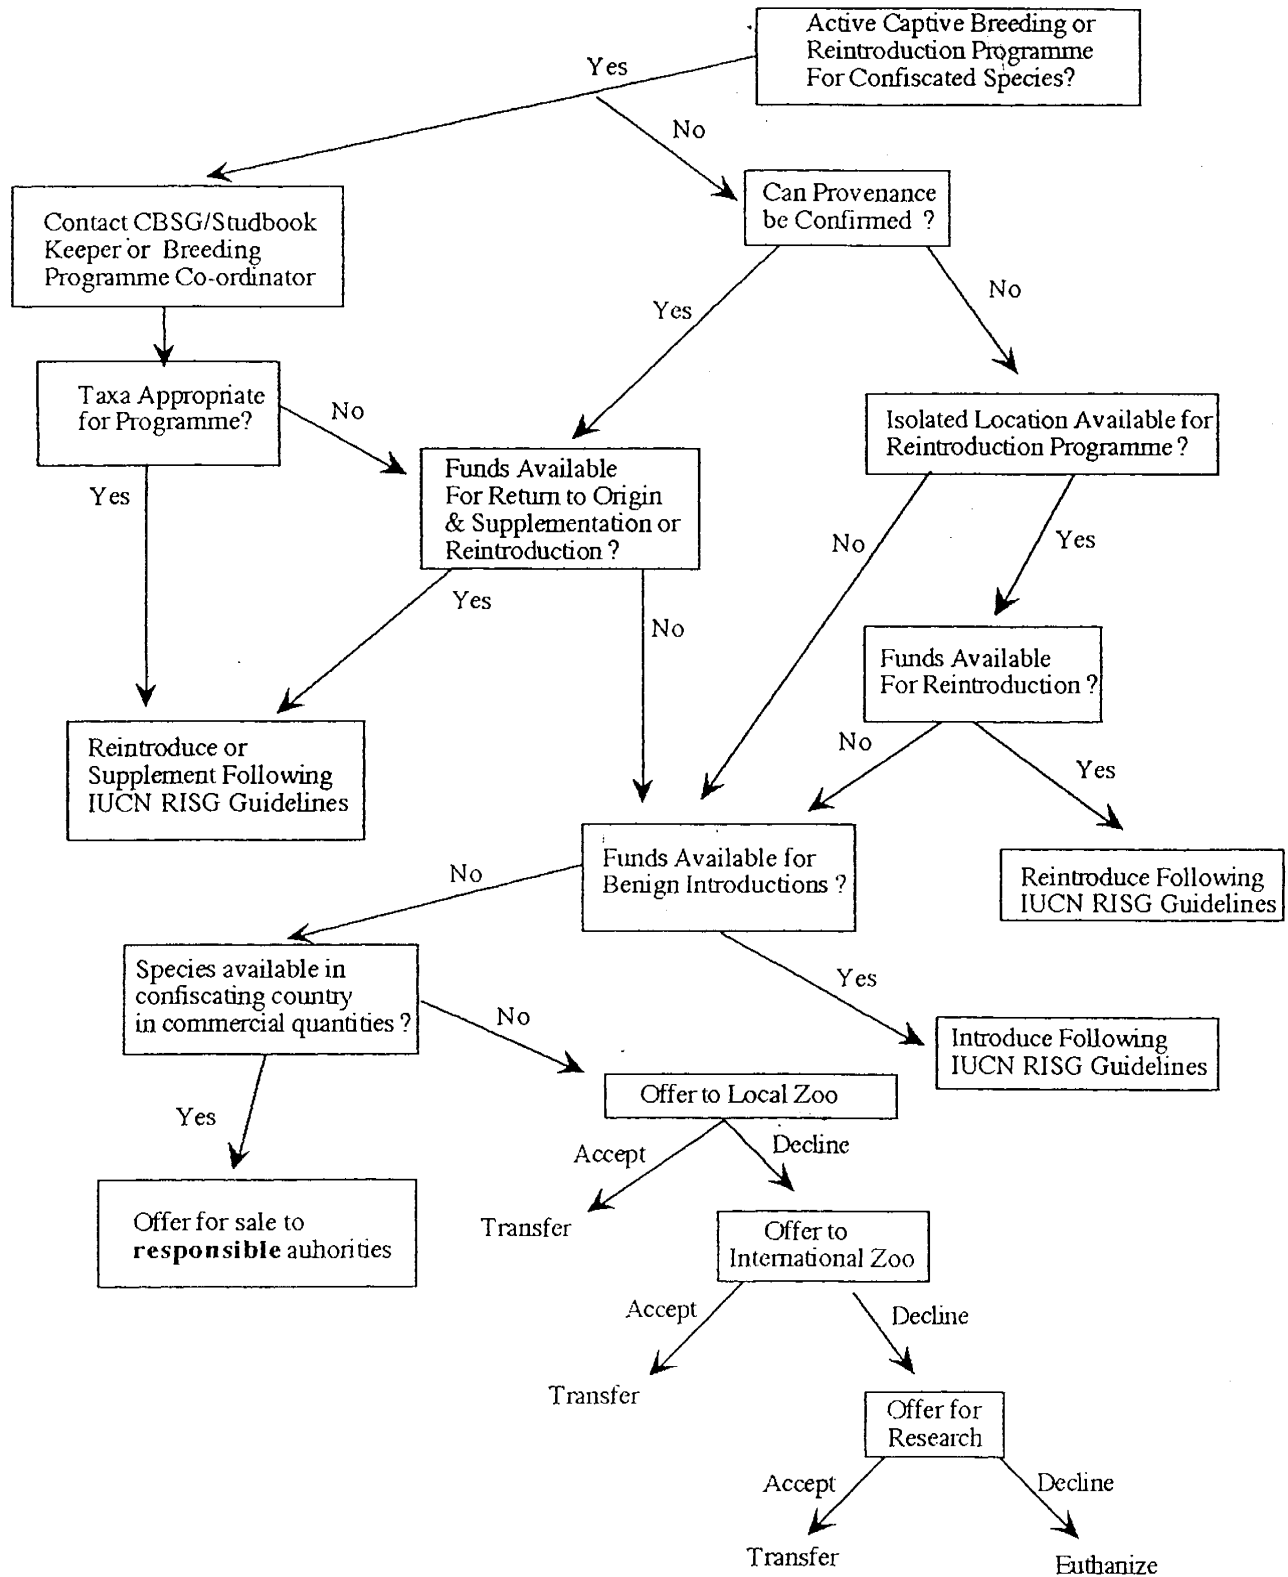 Active Captive Breeding or
Reintroduction Programme
For Confiscated Species?
Yes
No
Contact CBSG/Studbook
Keeper or Breeding
Programme Co-ordinator
Can Provenance
be Confirmed ?
Yes
No
Taxa Appropriate
for Programme?
No
Yes
Isolated Location Available for
Reintroduction Programme ?
Funds Available
For Return to Origin
& Supplementation or
Reintroduction ?
No
Yes
Yes
No
Funds Available
For Reintroduction ?
No
Yes
Reintroduce or
Supplement Following
IUCN RISG Guidelines
Funds Available for
Benign Introductions ?
Reintroduce Following
IUCN RISG Guidelines
No
Yes
Species available in
confiscating country
in commercial quantities ?
No
Introduce Following
IUCN RISG Guidelines
Yes
Offer to Local Zoo
Accept
Decline
Offer for sale to
responsible auhorities
Transfer
Offer to
International Zoo
Accept
Decline
Transfer
Offer for
Research
Accept
Decline
Transfer
Euthanize